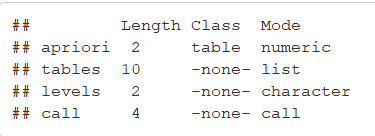 ##         Length Class  Mode
## apriori  2     table  numeric
## tables  10     -none- list
## levels   2     -none- character
## call     4     -none- call